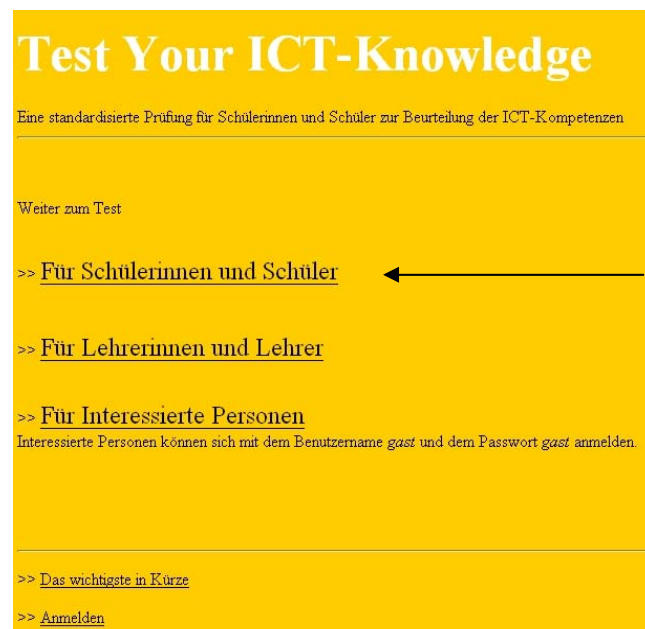 Test Your ICT-Knowledge
Eine standardisierte Prüfung für Schülerinnen und Schüler zur Beurteilung der ICT-Kompetenzen
Weiter zum Test
>> Für Schülerinnen und Schüler
>> Für Lehrerinnen und Lehrer
>> Für Interessierte Personen
Interessierte Personen können sich mit dem Benutzername gast und dem Passwort gast anmelden.
>> Das wichtigste in Kürze
>> Anmelden